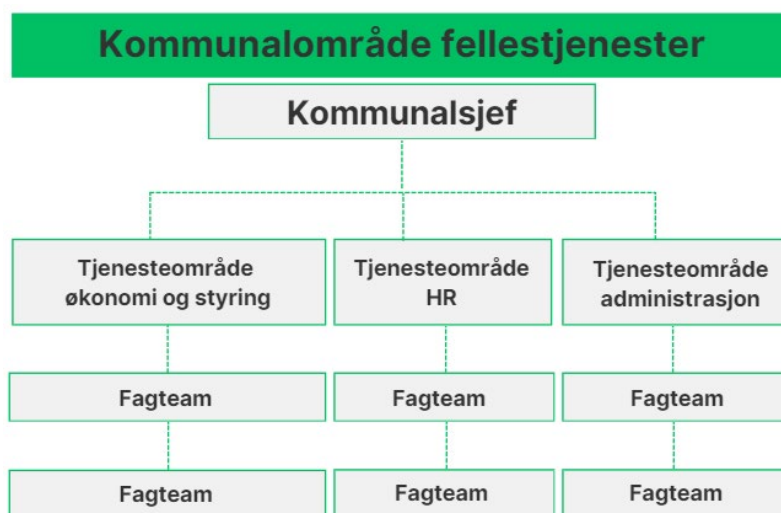 Kommunalområde fellestjenester
Kommunalsjef
Tjenesteområde
økonomi og styring
Tjenesteområde
HR
Tjenesteområde
administrasjon
Fagteam
Fagteam
Fagteam
Fagteam
Fagteam
Fagteam